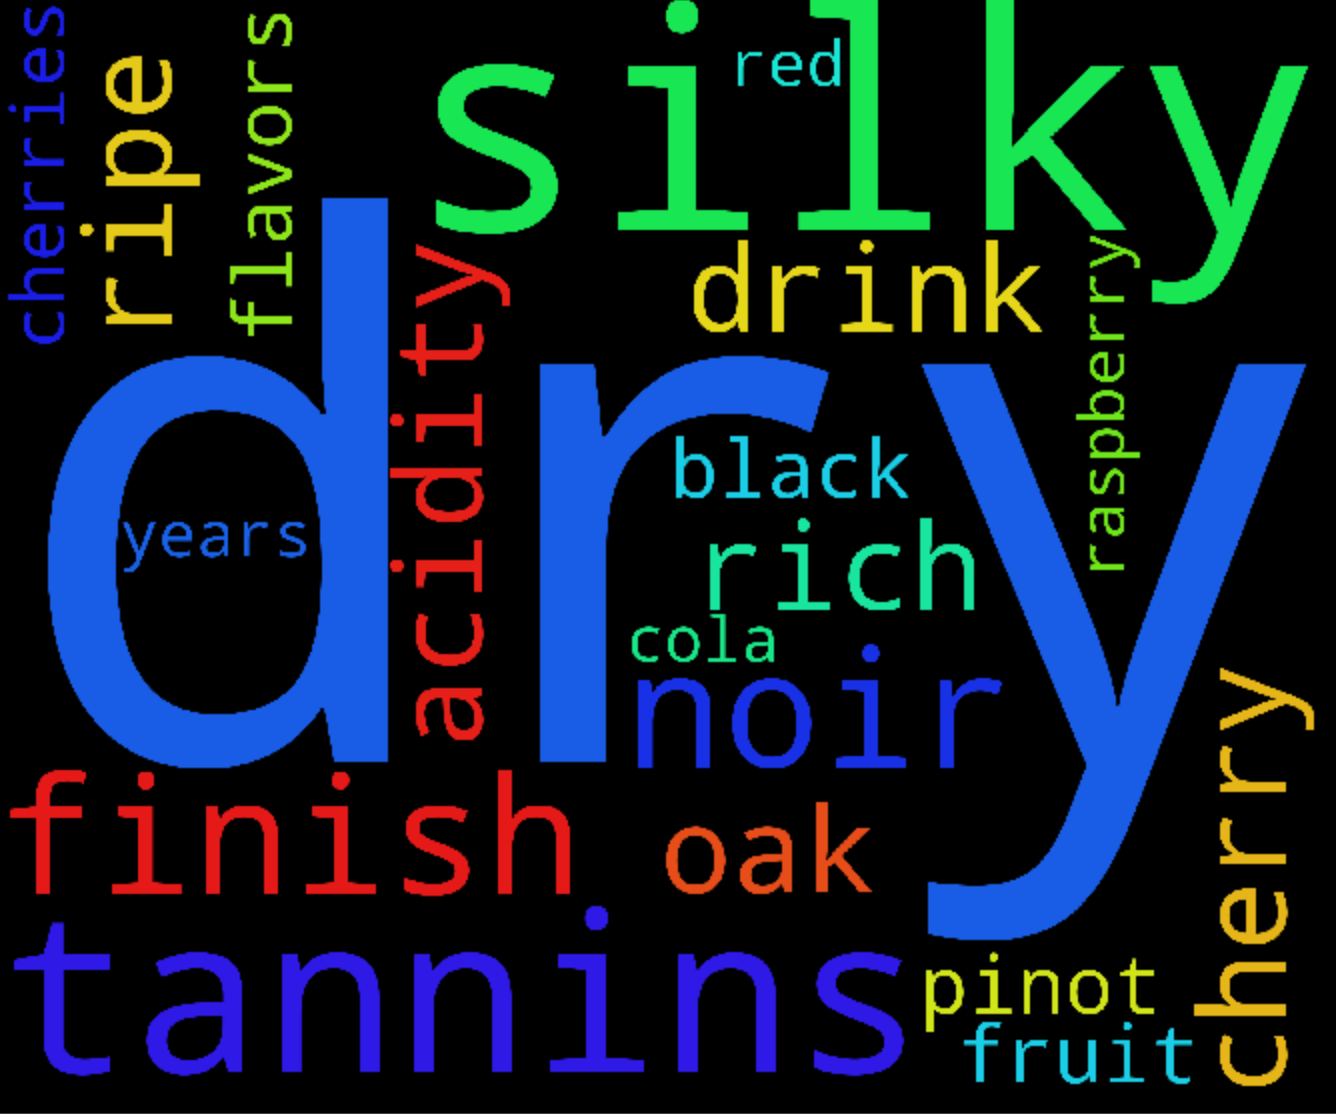 cherries
ripe
flavors
silky
red
drink
raspberry
acidity
dry
years
black
rich
cola
noir
finish
oak
cherry
tannins
pinot
fruit